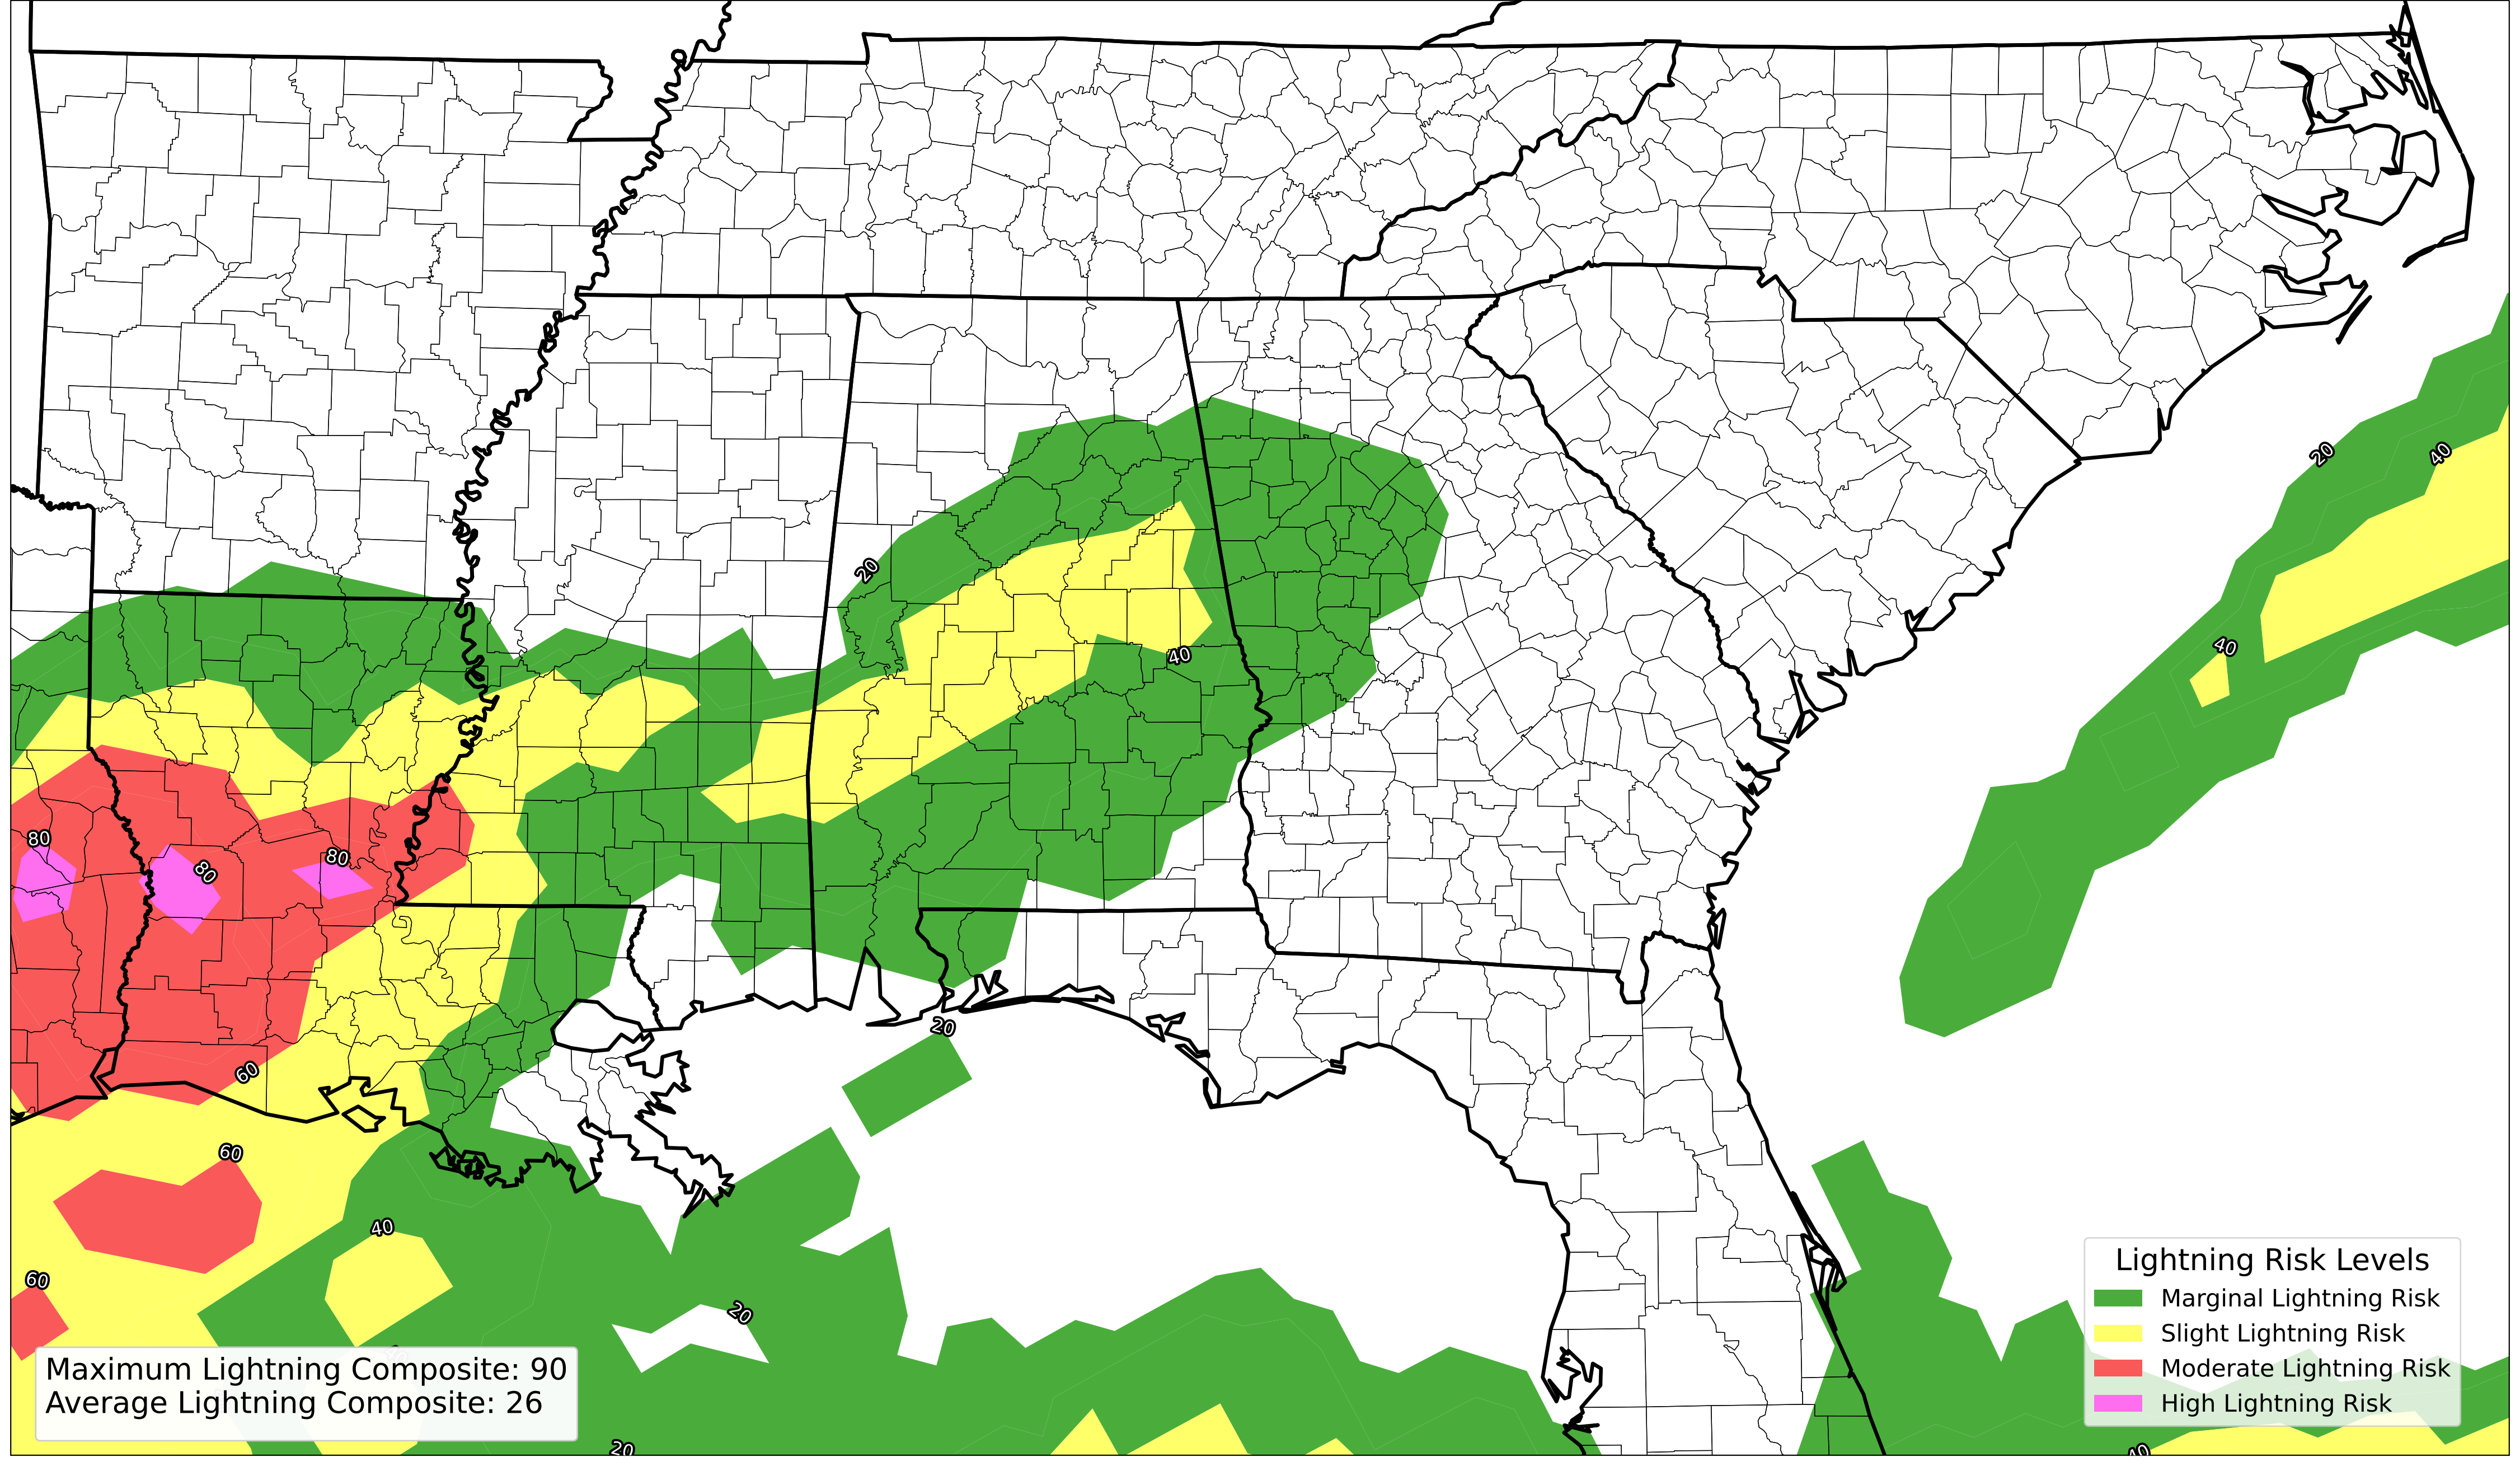 20
40
20
40
40
80
80
80
20
60
60
40
60
20
20
40
Lightning Risk Levels
Marginal Lightning Risk
Slight Lightning Risk
Moderate Lightning Risk
High Lightning Risk
Maximum Lightning Composite: 90
Average Lightning Composite: 26